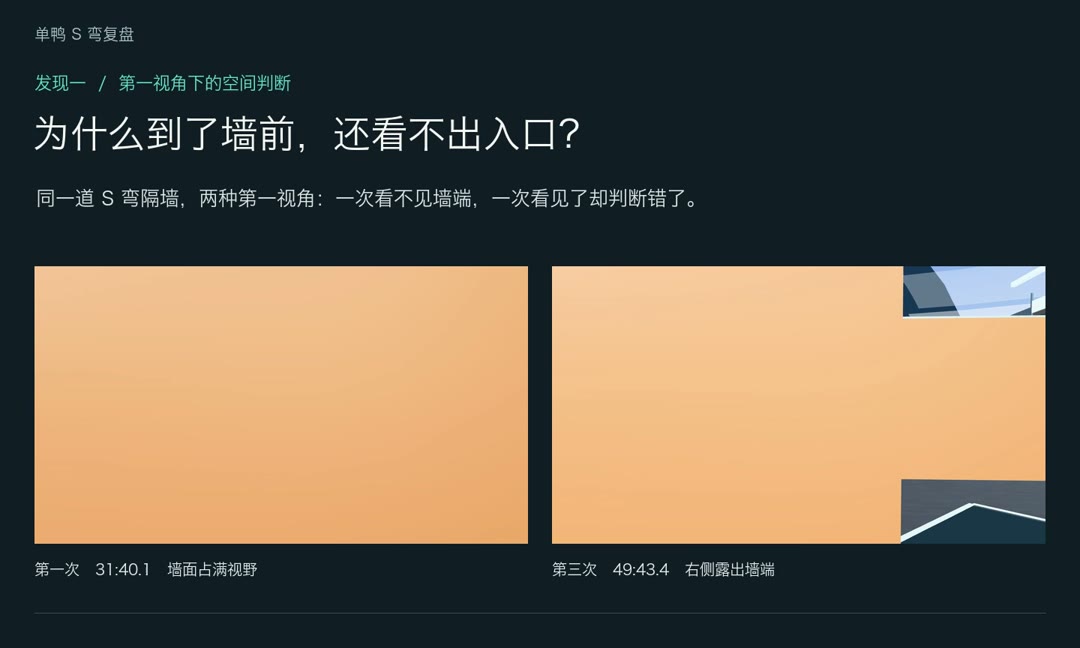 单鸭 S 弯复盘
发现一 / 第一视角下的空间判断
为什么到了墙前，还看不出入口？
同一道 S 弯隔墙，两种第一视角：一次看不见墙端，一次看见了却判断错了。
第一次 31:40.1 墙面占满视野
第三次 49:43.4 右侧露出墙端